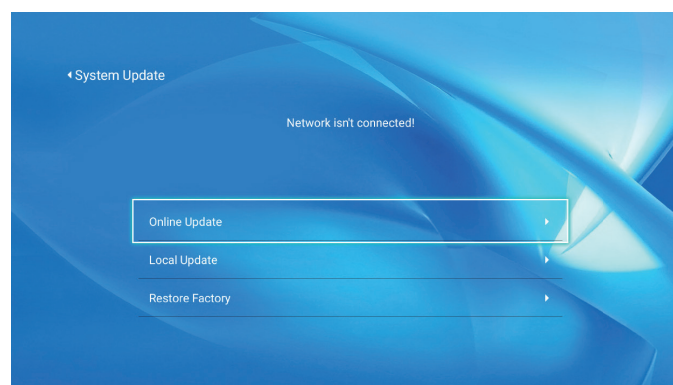 System Update
Network isn't connected!
Online Update
Local Update
Restore Factory